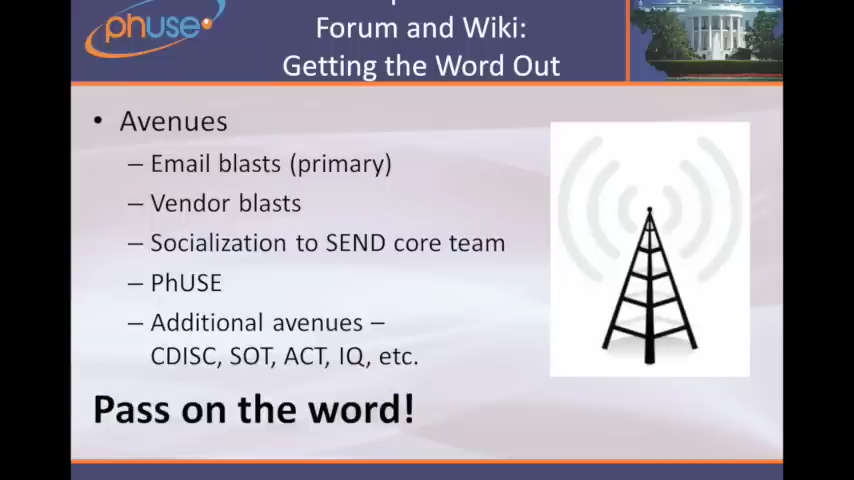 phuse
Forum and Wiki:
Getting the Word Out
• Avenues
– Email blasts (primary)
– Vendor blasts
– Socialization to SEND core team
– PhUSE
– Additional avenues –
CDISC, SOT, ACT, IQ, etc.
Pass on the word!